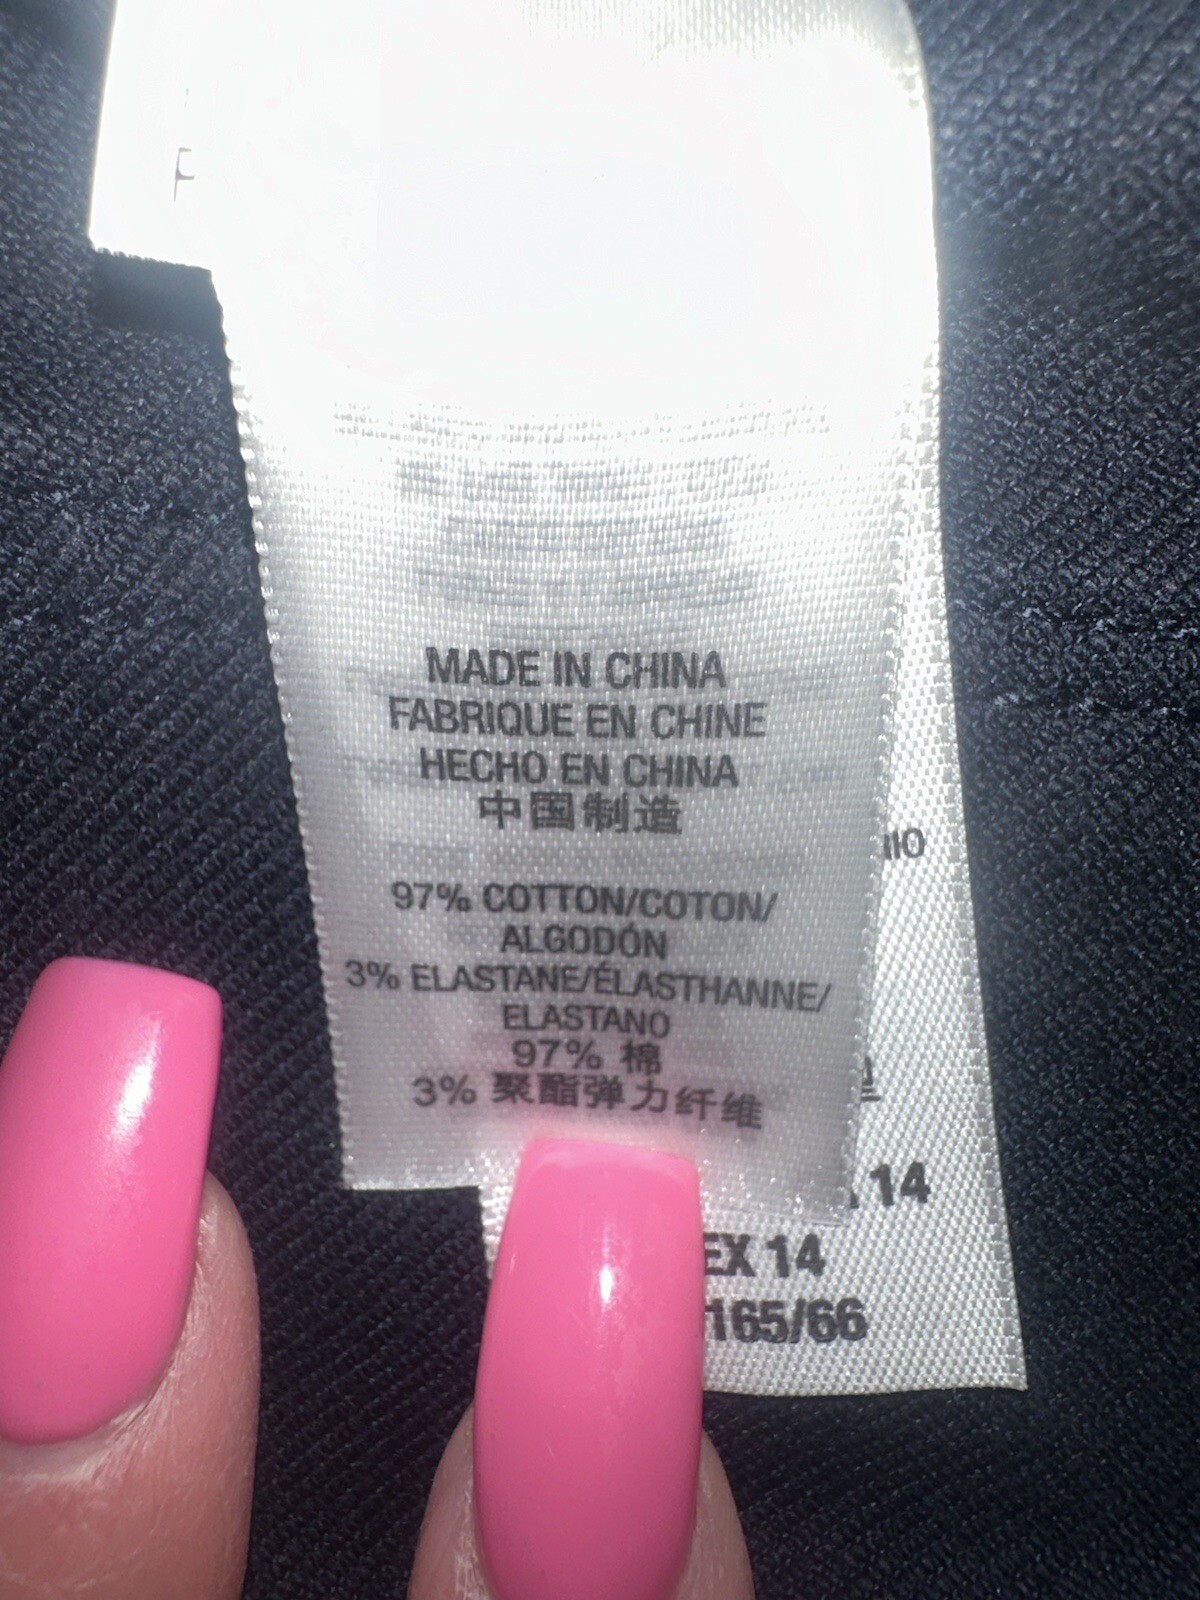 MADE IN CHINA
FABRIQUE EN CHINE
HECHO EN CHINA
中国制造
97% COTTON/COTON/
ALGODÓN
3% ELASTANE/ÉLASTHANNE/
ELASTANO
97% 棉
3% 聚酯弹力纤维
14
EX 14
165/66